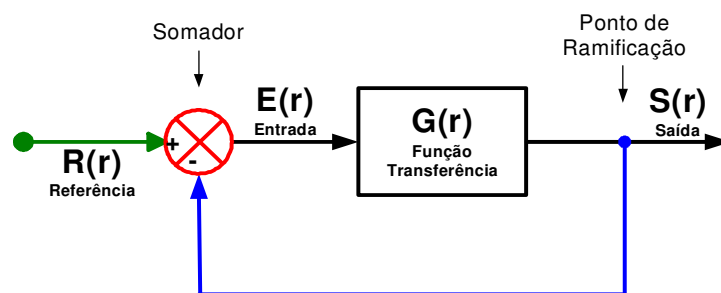 Somador
Ponto de
Ramificação
E(r)
Entrada
G(r)
Função
Transferência
S(r)
Saída
+
-
R(r)
Referência